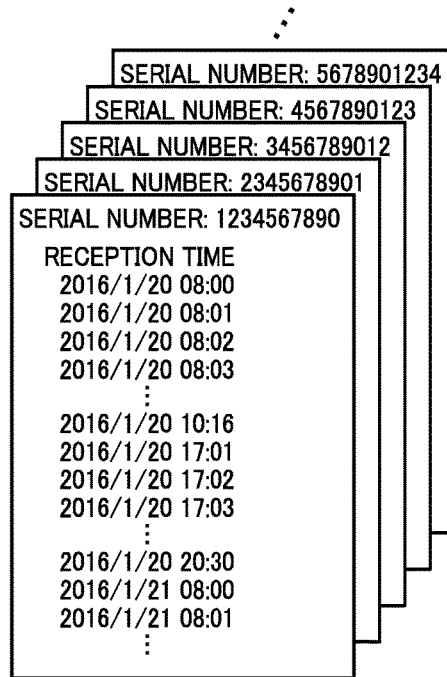 ⋮
SERIAL NUMBER: 5678901234
SERIAL NUMBER: 4567890123
SERIAL NUMBER: 3456789012
SERIAL NUMBER: 2345678901
SERIAL NUMBER: 1234567890
RECEPTION TIME
2016/1/20 08:00
2016/1/20 08:01
2016/1/20 08:02
2016/1/20 08:03
⋮
2016/1/20 10:16
2016/1/20 17:01
2016/1/20 17:02
2016/1/20 17:03
⋮
2016/1/20 20:30
2016/1/21 08:00
2016/1/21 08:01
⋮